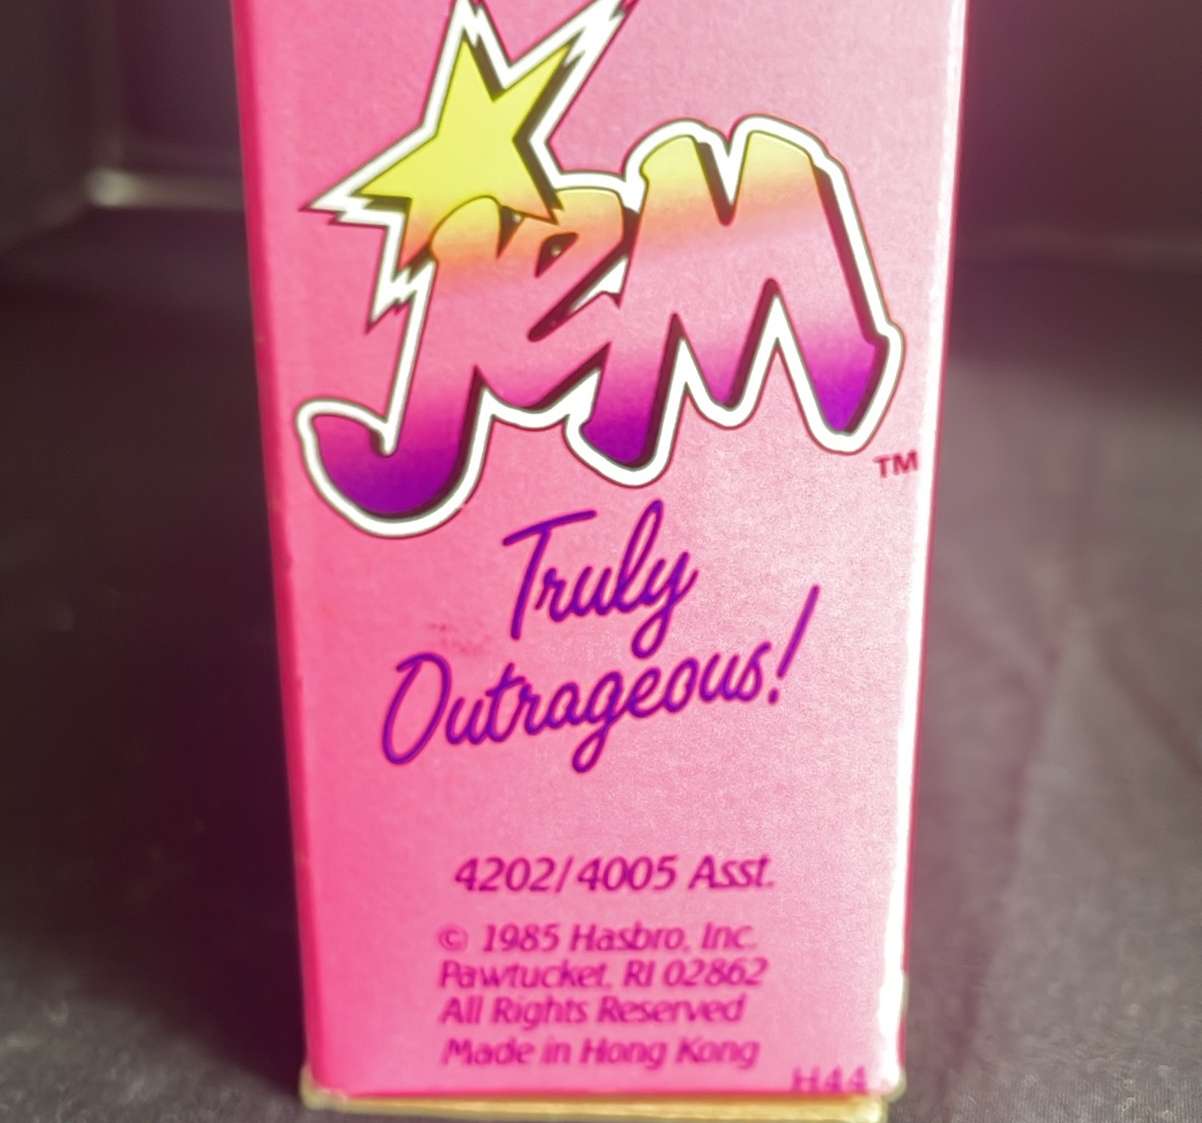 Jem
TM
Truly
Outrageous!
4202/4005 Asst.
© 1985 Hasbro, Inc.
Pawtucket, RI 02862
All Rights Reserved
Made in Hong Kong
H44